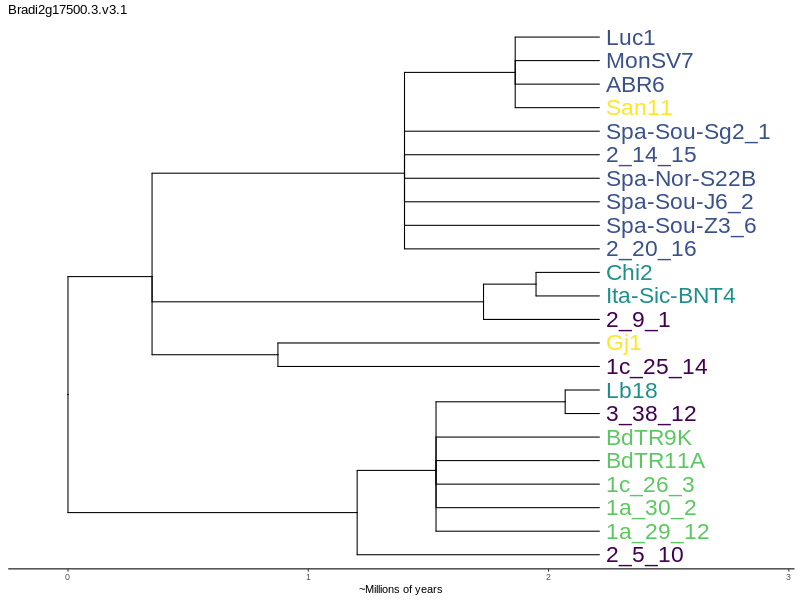 Bradi2g17500.3.v3.1
Luc1
MonSV7
ABR6
San11
Spa-Sou-Sg2_1
2_14_15
Spa-Nor-S22B
Spa-Sou-J6_2
Spa-Sou-Z3_6
2_20_16
Chi2
Ita-Sic-BNT4
2_9_1
Gj1
1c_25_14
Lb18
3_38_12
BdTR9K
BdTR11A
1c_26_3
1a_30_2
1a_29_12
2_5_10
0 1 2 3
~Millions of years